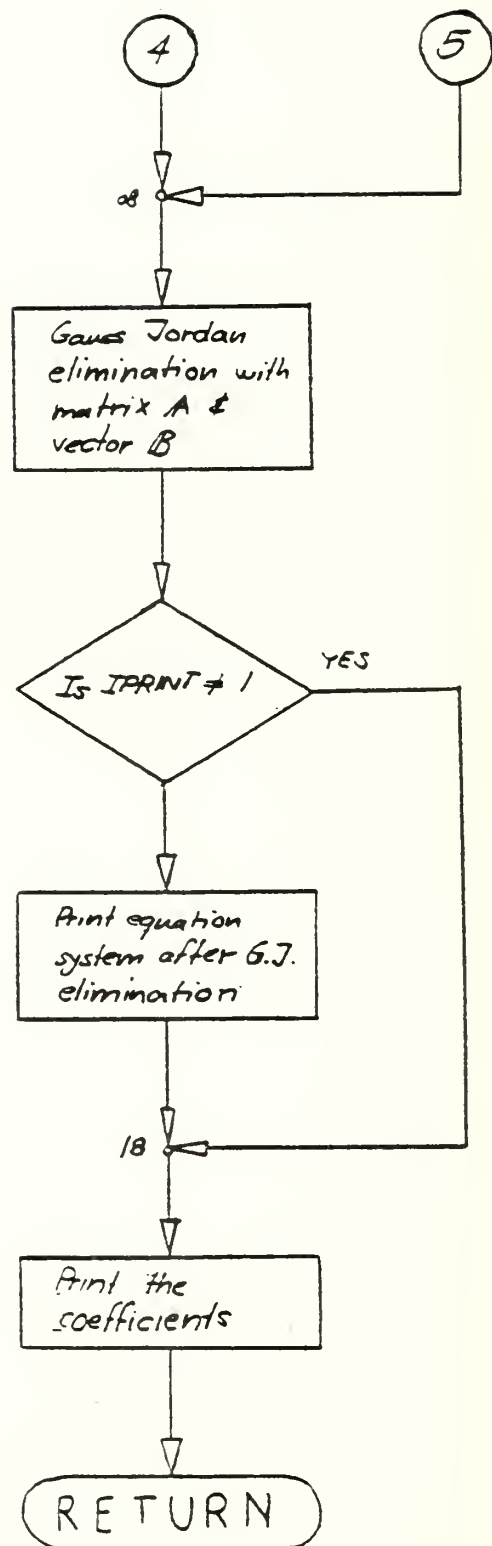 4
5
08
Gauss Jordan
elimination with
matrix A &
vector B
Is IPRINT ≠ 1
YES
Print equation
system after G.J.
elimination
18
Print the
coefficients
RETURN